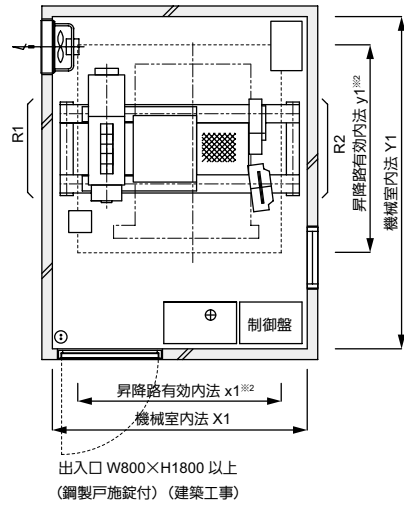 R1
R2
昇降路有効内法 y1※2
機械室内法 Y1
制御盤
昇降路有効内法 x1※2
機械室内法 X1
出入口 W800×H1800 以上
(鋼製戸施錠付)(建築工事)